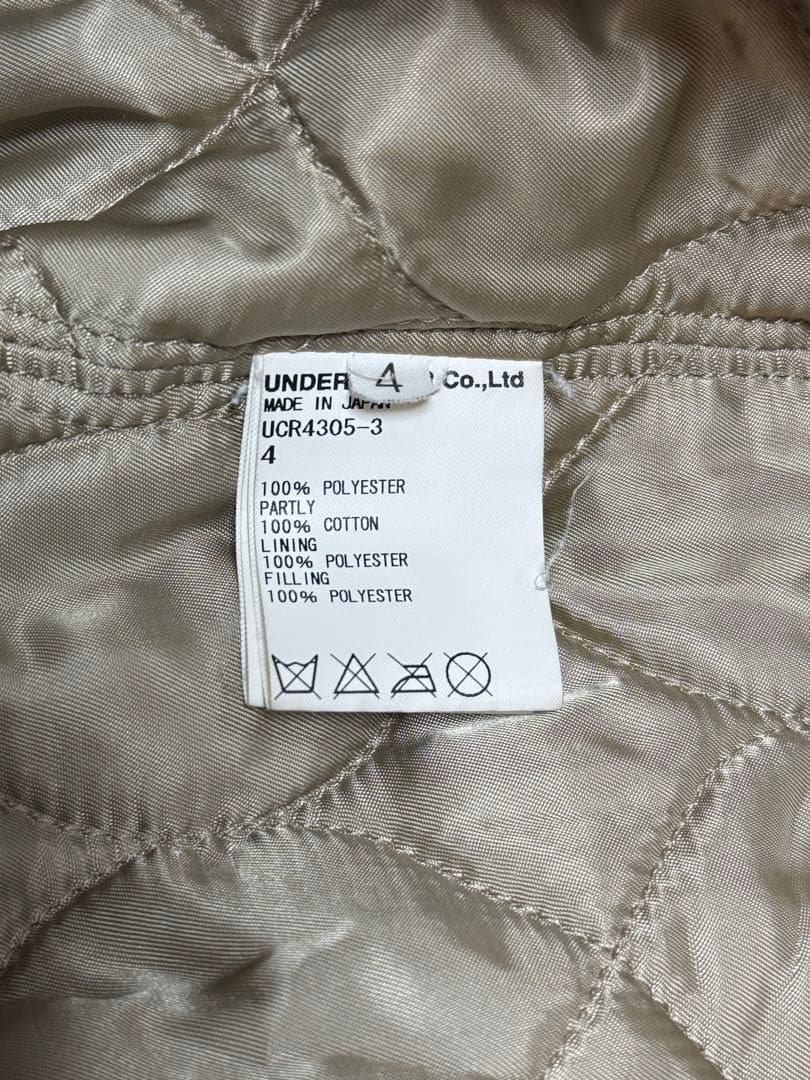 UNDER 4 Co.,Ltd
MADE IN JAPAN
UCR4305-3
4
100% POLYESTER
PARTLY
100% COTTON
LINING
100% POLYESTER
FILLING
100% POLYESTER